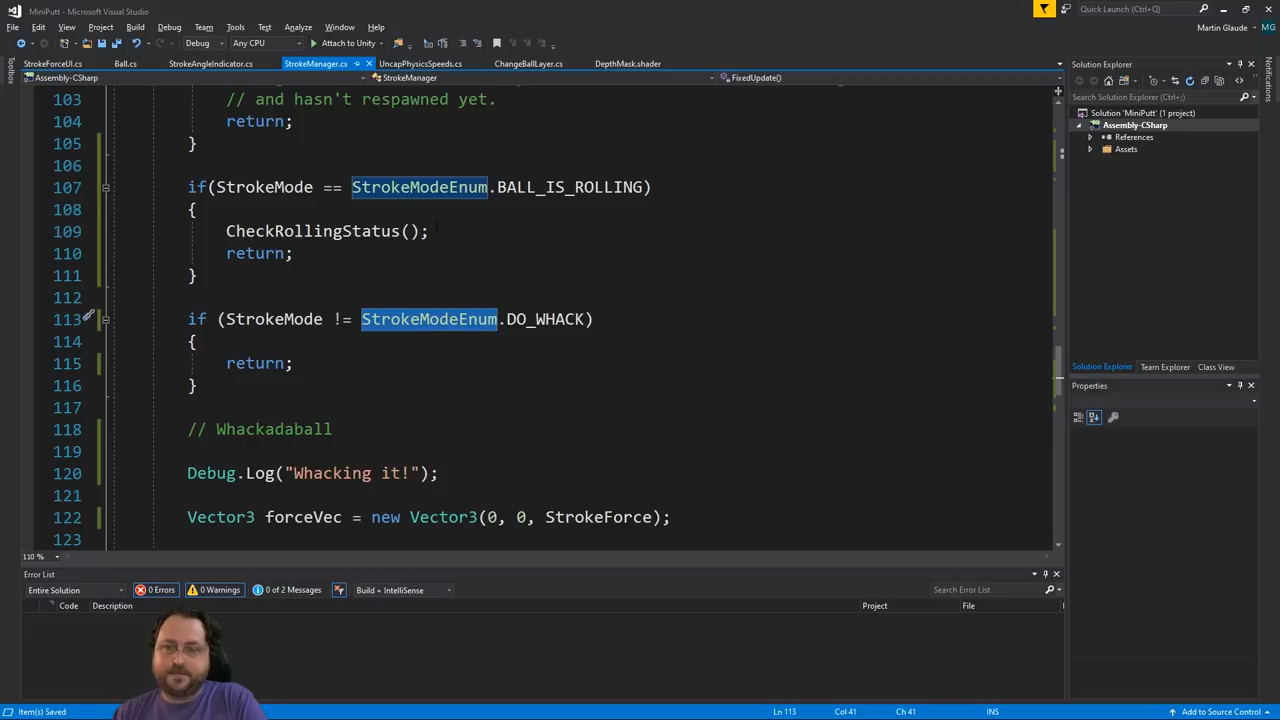 MiniPutt - Microsoft Visual Studio
Quick Launch (Ctrl+Q)
File Edit View Project Build Debug Team Tools Test Analyze Window Help
Martin Glaude MG
Debug Any CPU Attach to Unity
Toolbox
StrokeForceUI.cs Ball.cs StrokeAngleIndicator.cs StrokeManager.cs UncapPhysicsSpeeds.cs ChangeBallLayer.cs DepthMask.shader
Assembly-CSharp StrokeManager FixedUpdate()
103 // and hasn't respawned yet.
104 return;
105 }
106
107 if(StrokeMode == StrokeModeEnum.BALL_IS_ROLLING)
108 {
109 CheckRollingStatus();
110 return;
111 }
112
113 if (StrokeMode != StrokeModeEnum.DO_WHACK)
114 {
115 return;
116 }
117
118 // Whackadaball
119
120 Debug.Log("Whacking it!");
121
122 Vector3 forceVec = new Vector3(0, 0, StrokeForce);
123
110 %
Solution Explorer
Search Solution Explorer (Ctrl+;)
Solution 'MiniPutt' (1 project)
Assembly-CSharp
References
Assets
Solution Explorer Team Explorer Class View
Properties
Notifications
Error List
Entire Solution 0 Errors 0 Warnings 0 of 2 Messages Build + IntelliSense Search Error List
Code Description Project File
Item(s) Saved Ln 113 Col 41 Ch 41 INS Add to Source Control